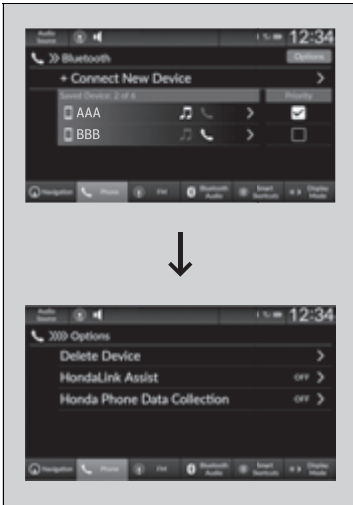 Audio
Source
12:34
Bluetooth
Options
+ Connect New Device
Saved Device: 2 of 6
Priority
AAA
BBB
Navigation
Phone
FM
Bluetooth
Audio
Smart
Shortcuts
Display
Mode
Audio
Source
12:34
Options
Delete Device
HondaLink Assist
OFF
Honda Phone Data Collection
OFF
Navigation
Phone
FM
Bluetooth
Audio
Smart
Shortcuts
Display
Mode